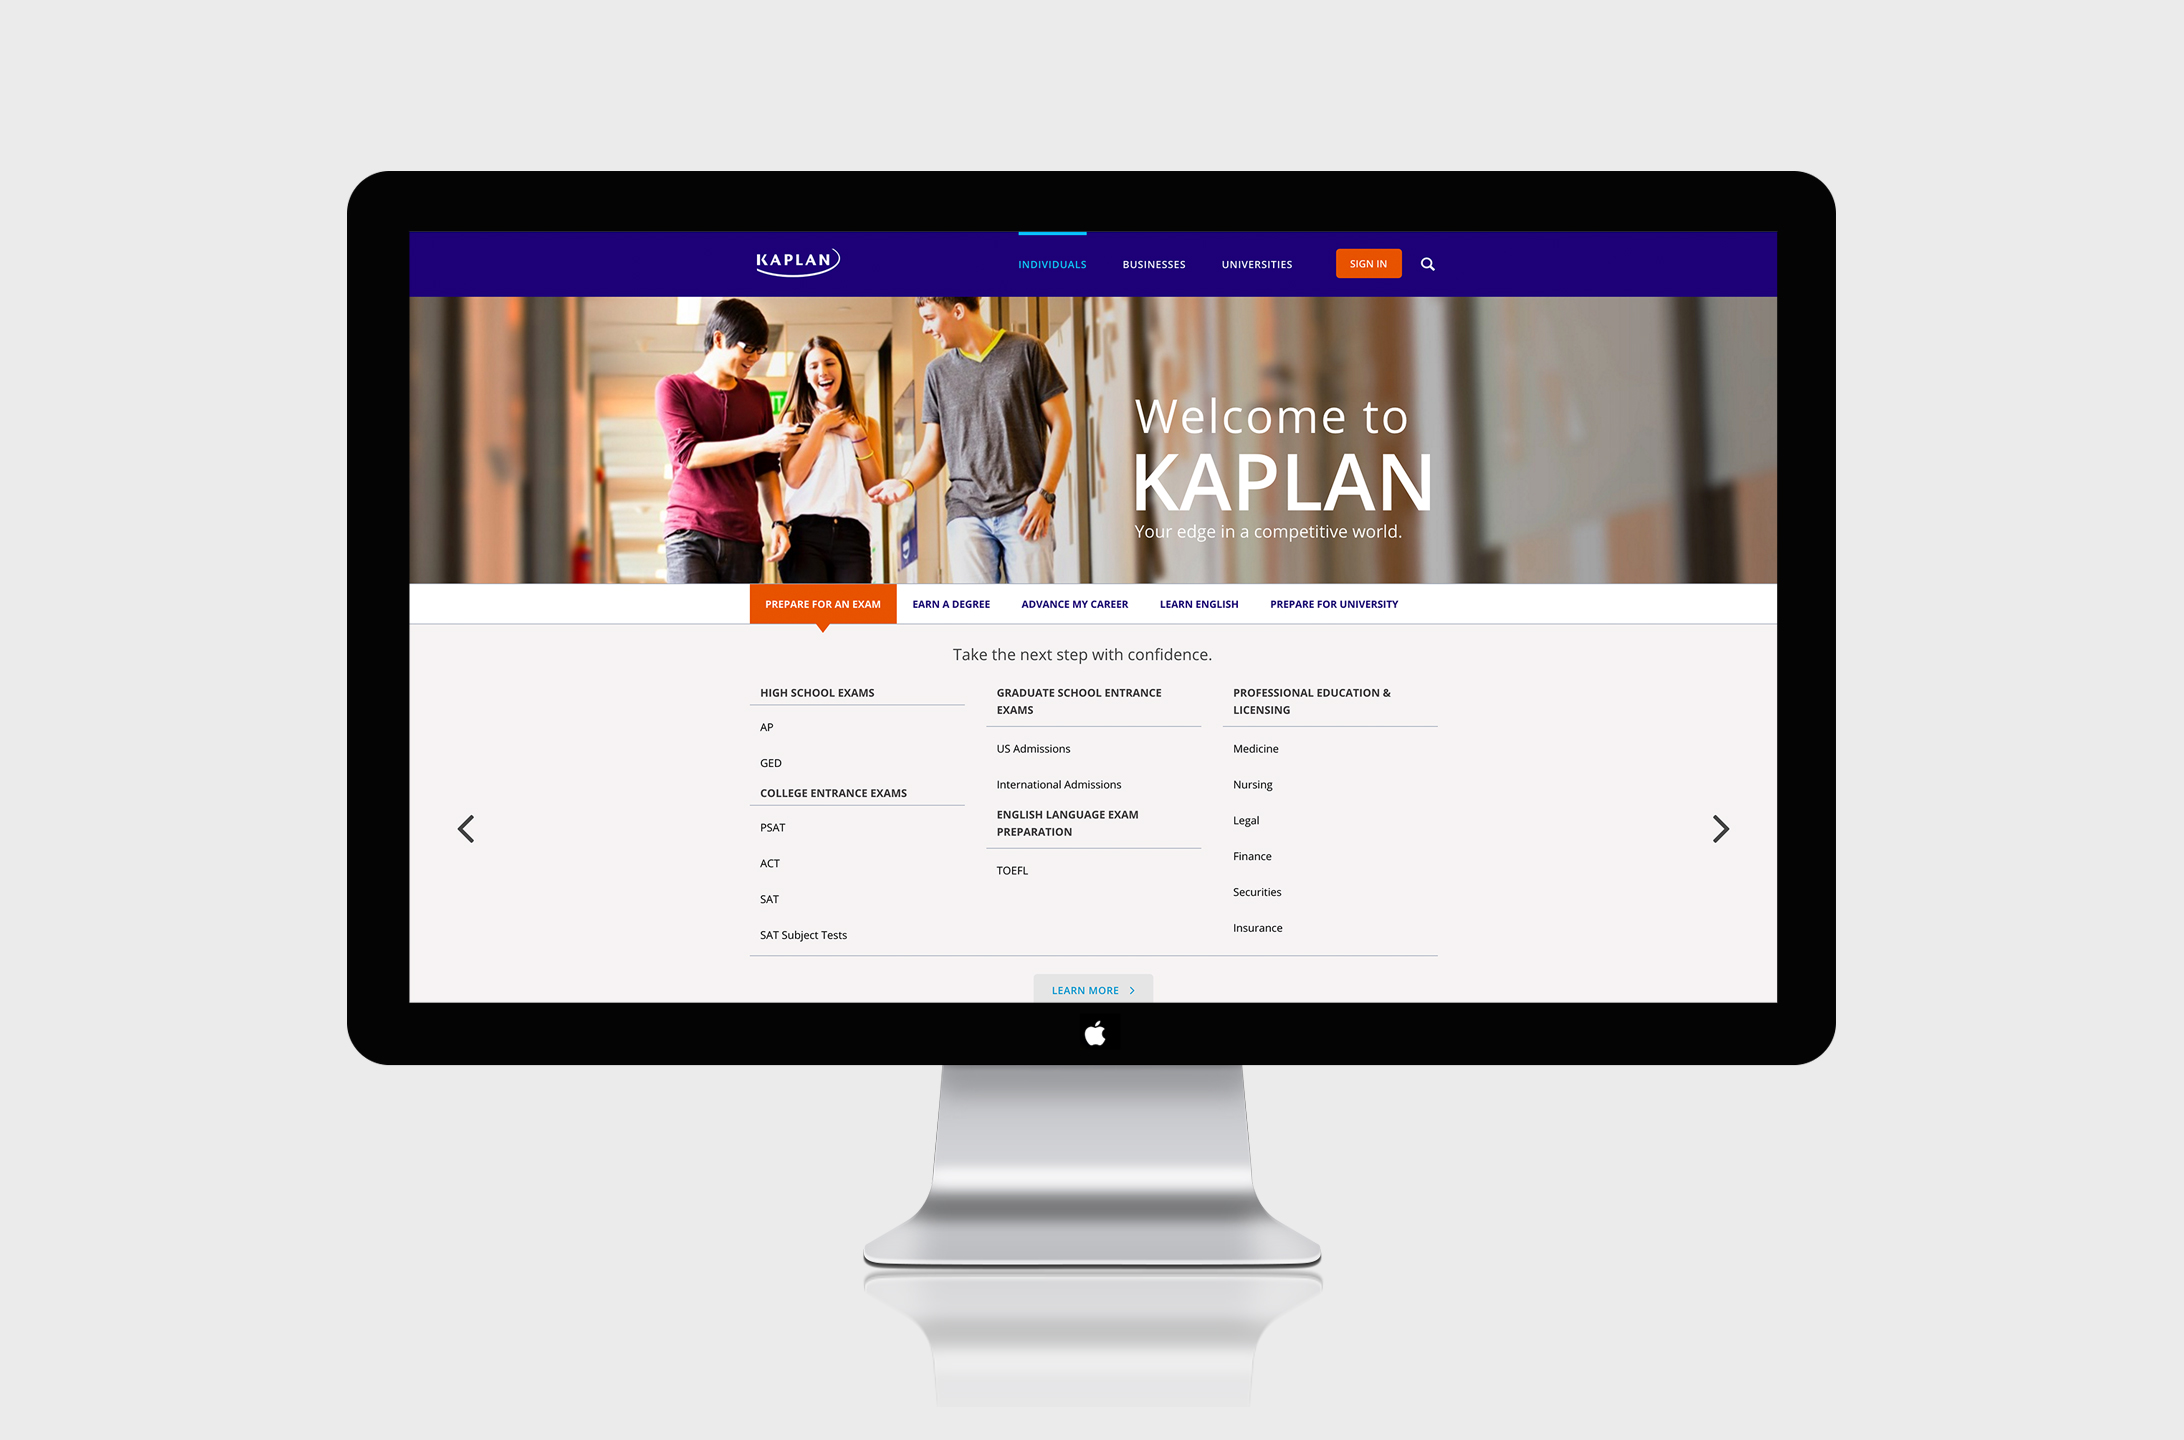 KAPLAN
INDIVIDUALS
BUSINESSES
UNIVERSITIES
SIGN IN
Welcome to
KAPLAN
Your edge in a competitive world.
PREPARE FOR AN EXAM
EARN A DEGREE
ADVANCE MY CAREER
LEARN ENGLISH
PREPARE FOR UNIVERSITY
Take the next step with confidence.
HIGH SCHOOL EXAMS
AP
GED
COLLEGE ENTRANCE EXAMS
PSAT
ACT
SAT
SAT Subject Tests
GRADUATE SCHOOL ENTRANCE
EXAMS
US Admissions
International Admissions
ENGLISH LANGUAGE EXAM
PREPARATION
TOEFL
PROFESSIONAL EDUCATION &
LICENSING
Medicine
Nursing
Legal
Finance
Securities
Insurance
LEARN MORE